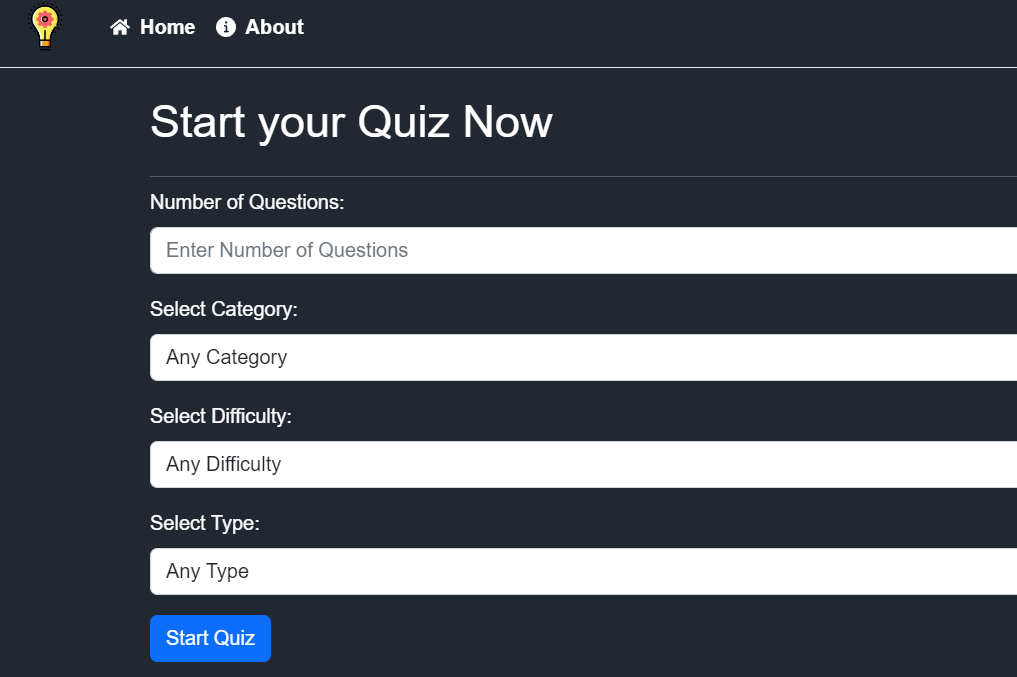 Home About
Start your Quiz Now
Number of Questions:
Enter Number of Questions
Select Category:
Any Category
Select Difficulty:
Any Difficulty
Select Type:
Any Type
Start Quiz